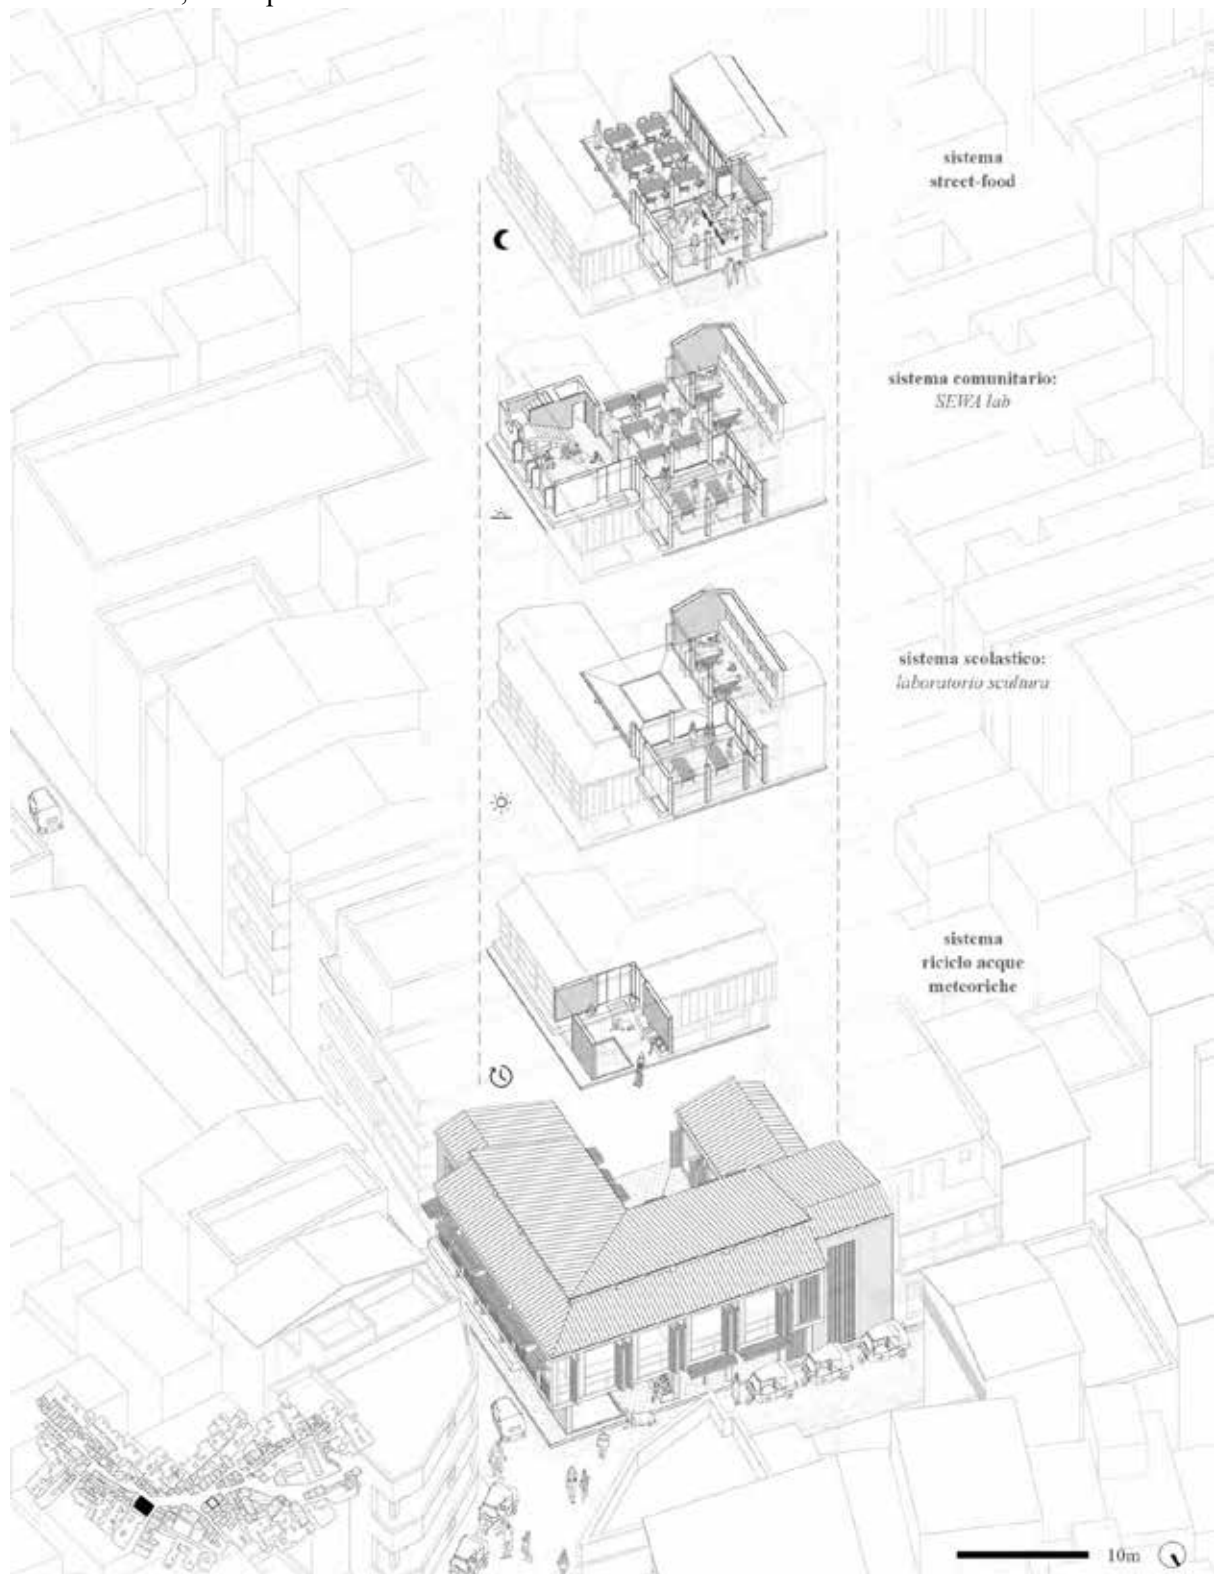 sistema
street-food
sistema comunitario:
SEWA lab
sistema scolastico:
laboratorio scultura
sistema
riciclo acque
meteoriche
10m